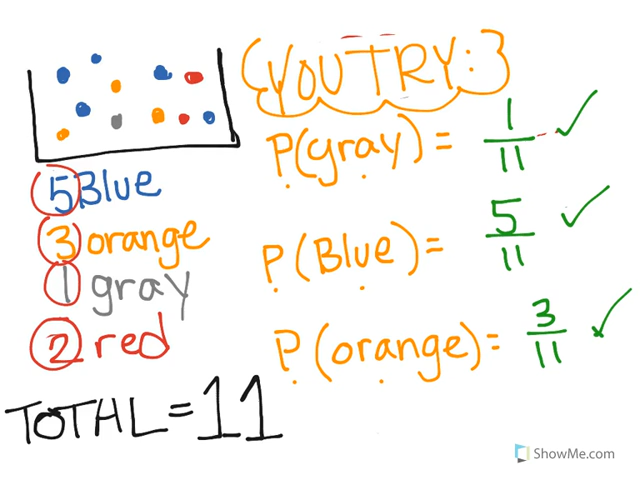 YOU TRY:3
P(gray) = 1/11
5 Blue
3 orange
1 gray
2 red
TOTAL = 11
P(Blue) = 5/11
P(orange) = 3/11
ShowMe.com